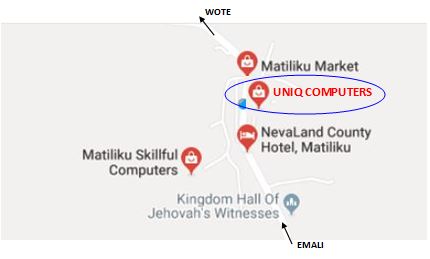 WOTE
Matiliku Market
UNIQ COMPUTERS
NevaLand County
Hotel, Matiliku
Matiliku Skillful
Computers
Kingdom Hall Of
Jehovah's Witnesses
EMALI